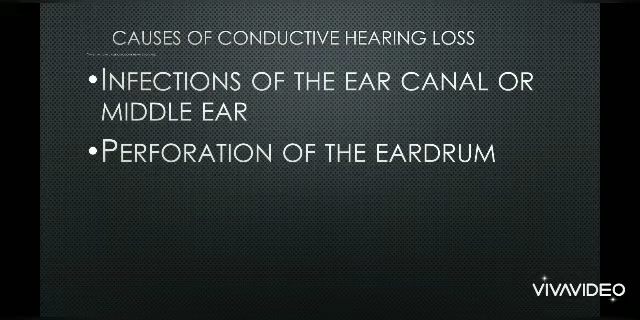 CAUSES OF CONDUCTIVE HEARING LOSS
•INFECTIONS OF THE EAR CANAL OR
MIDDLE EAR
•PERFORATION OF THE EARDRUM
VIVAVIDEO